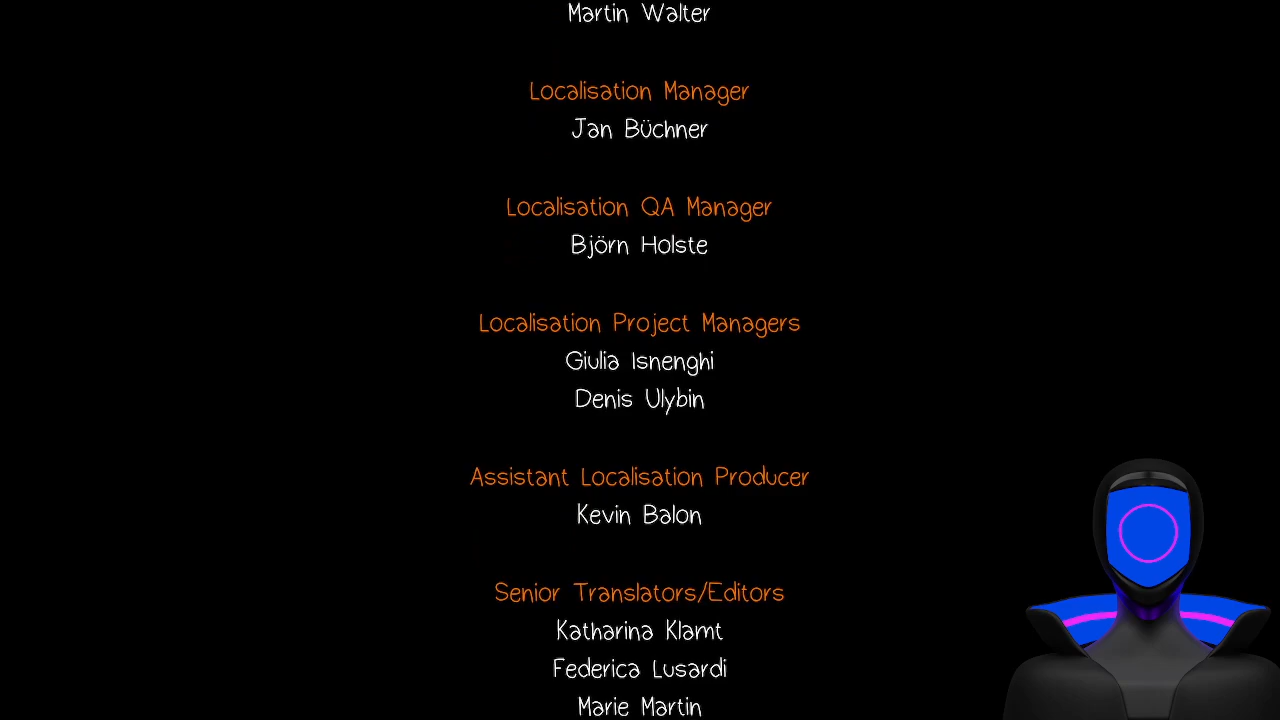 Martin Walter
Localisation Manager
Jan Büchner
Localisation QA Manager
Björn Holste
Localisation Project Managers
Giulia Isnenghi
Denis Ulybin
Assistant Localisation Producer
Kevin Balon
Senior Translators/Editors
Katharina Klamt
Federica Lusardi
Marie Martin